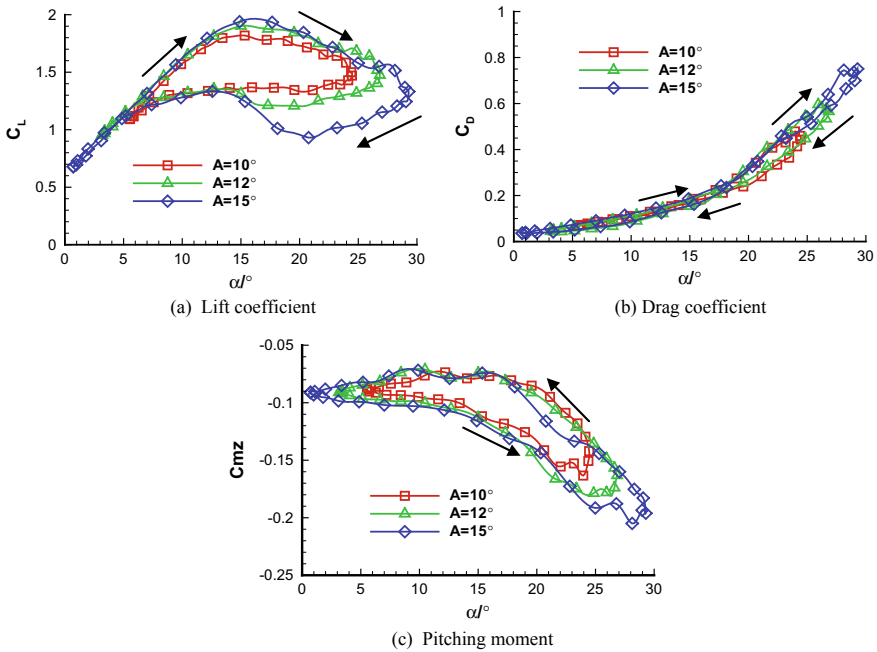 2
1.5
1
0.5
0
C_L
A=10°
A=12°
A=15°
0 5 10 15 20 25 30
α/°
(a) Lift coefficient
1
0.8
0.6
0.4
0.2
0
C_D
A=10°
A=12°
A=15°
0 5 10 15 20 25 30
α/°
(b) Drag coefficient
-0.05
-0.1
-0.15
-0.2
-0.25
Cmz
A=10°
A=12°
A=15°
0 5 10 15 20 25 30
α/°
(c) Pitching moment